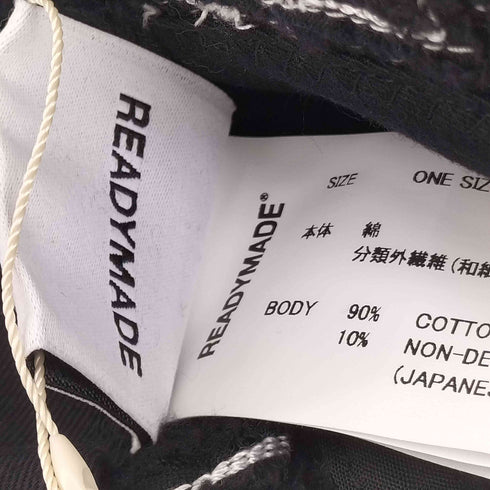 READYMADE
READYMADE®
SIZE ONE SIZ
本体 綿
分類外繊維(和紙
BODY 90% COTTO
10% NON-DE
(JAPANES